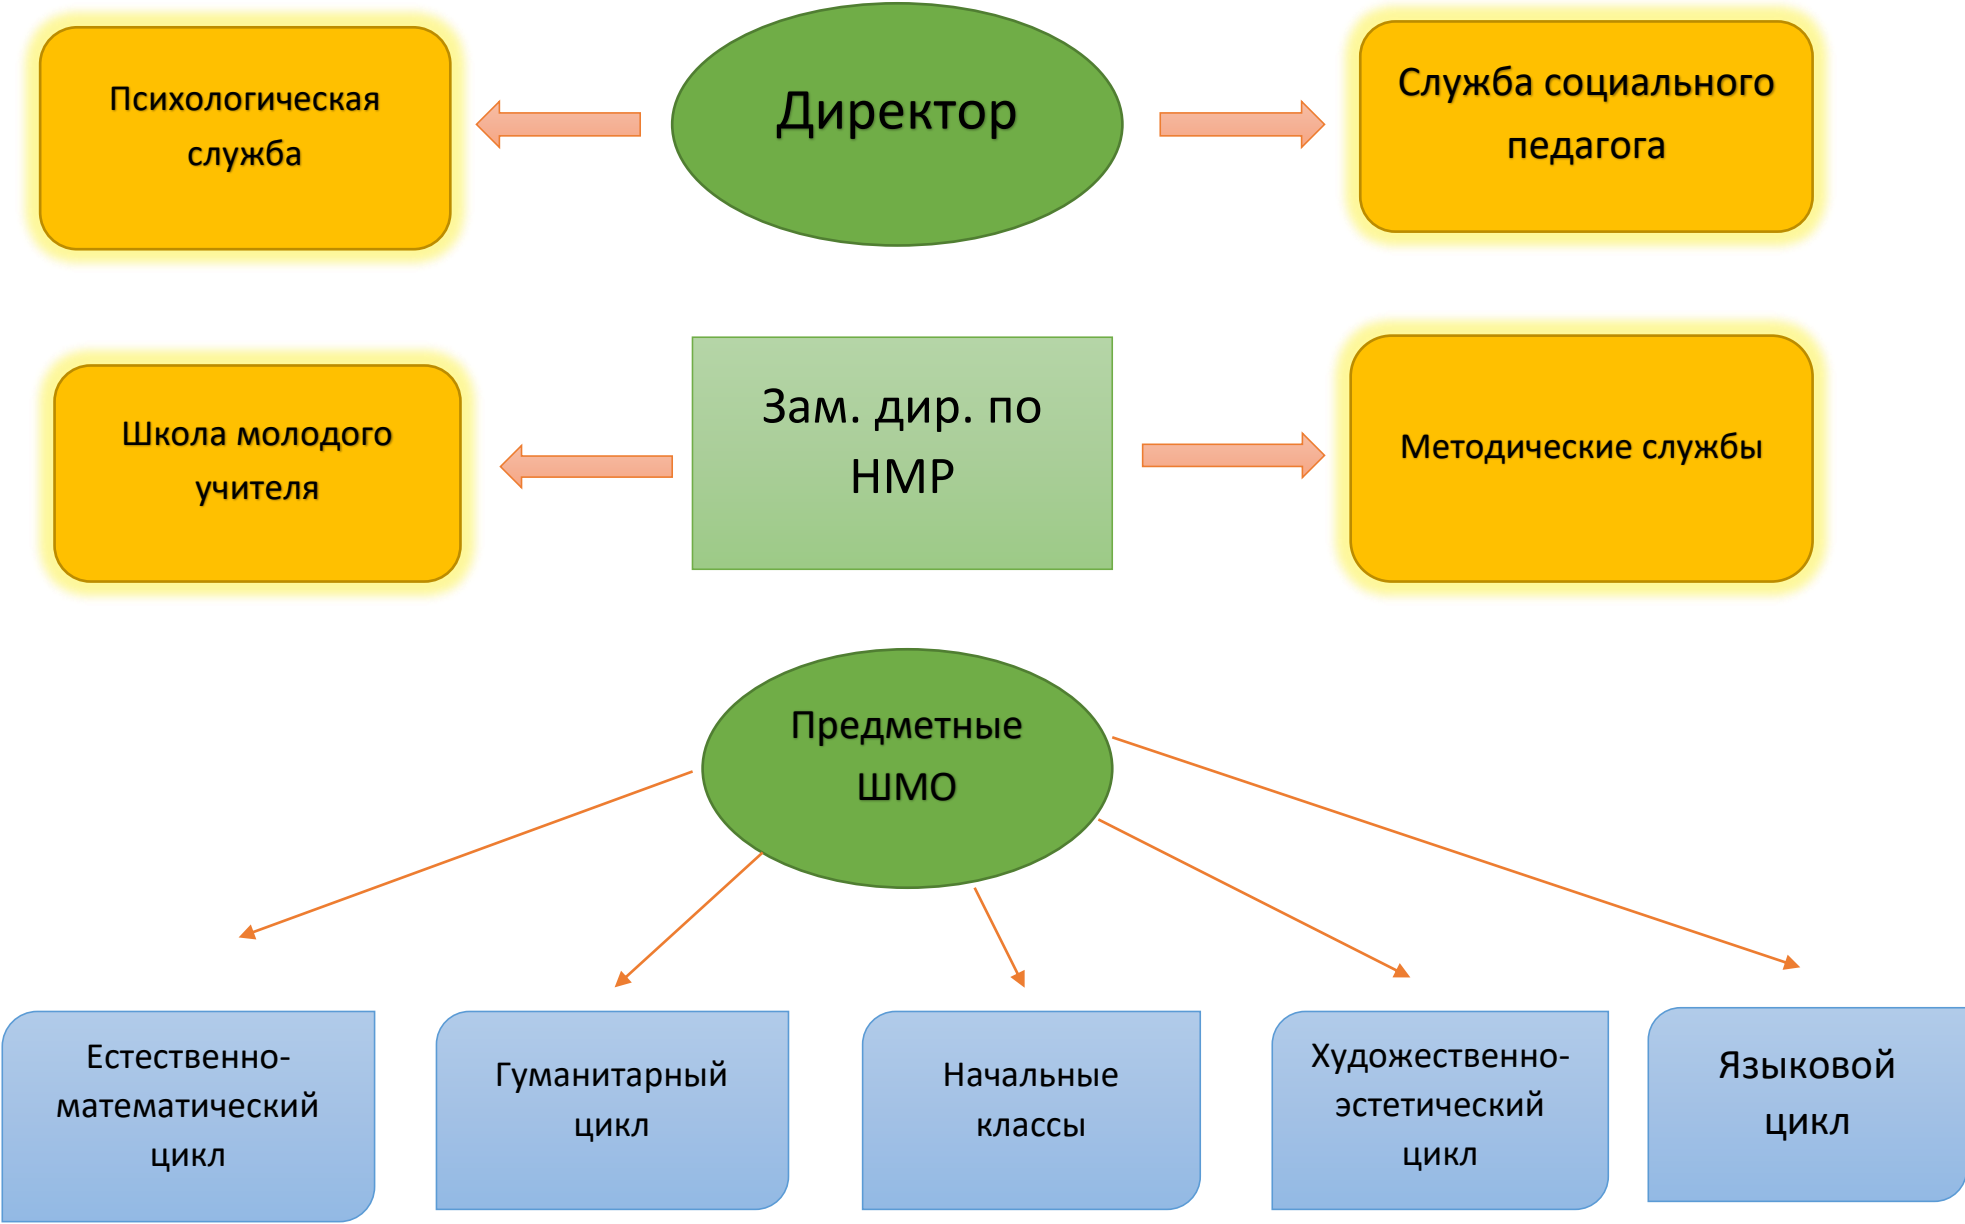 Психологическая
служба
Директор
Служба социального
педагога
Школа молодого
учителя
Зам. дир. по
НМР
Методические службы
Предметные
ШМО
Естественно-
математический
цикл
Гуманитарный
цикл
Начальные
классы
Художественно-
эстетический
цикл
Языковой
цикл